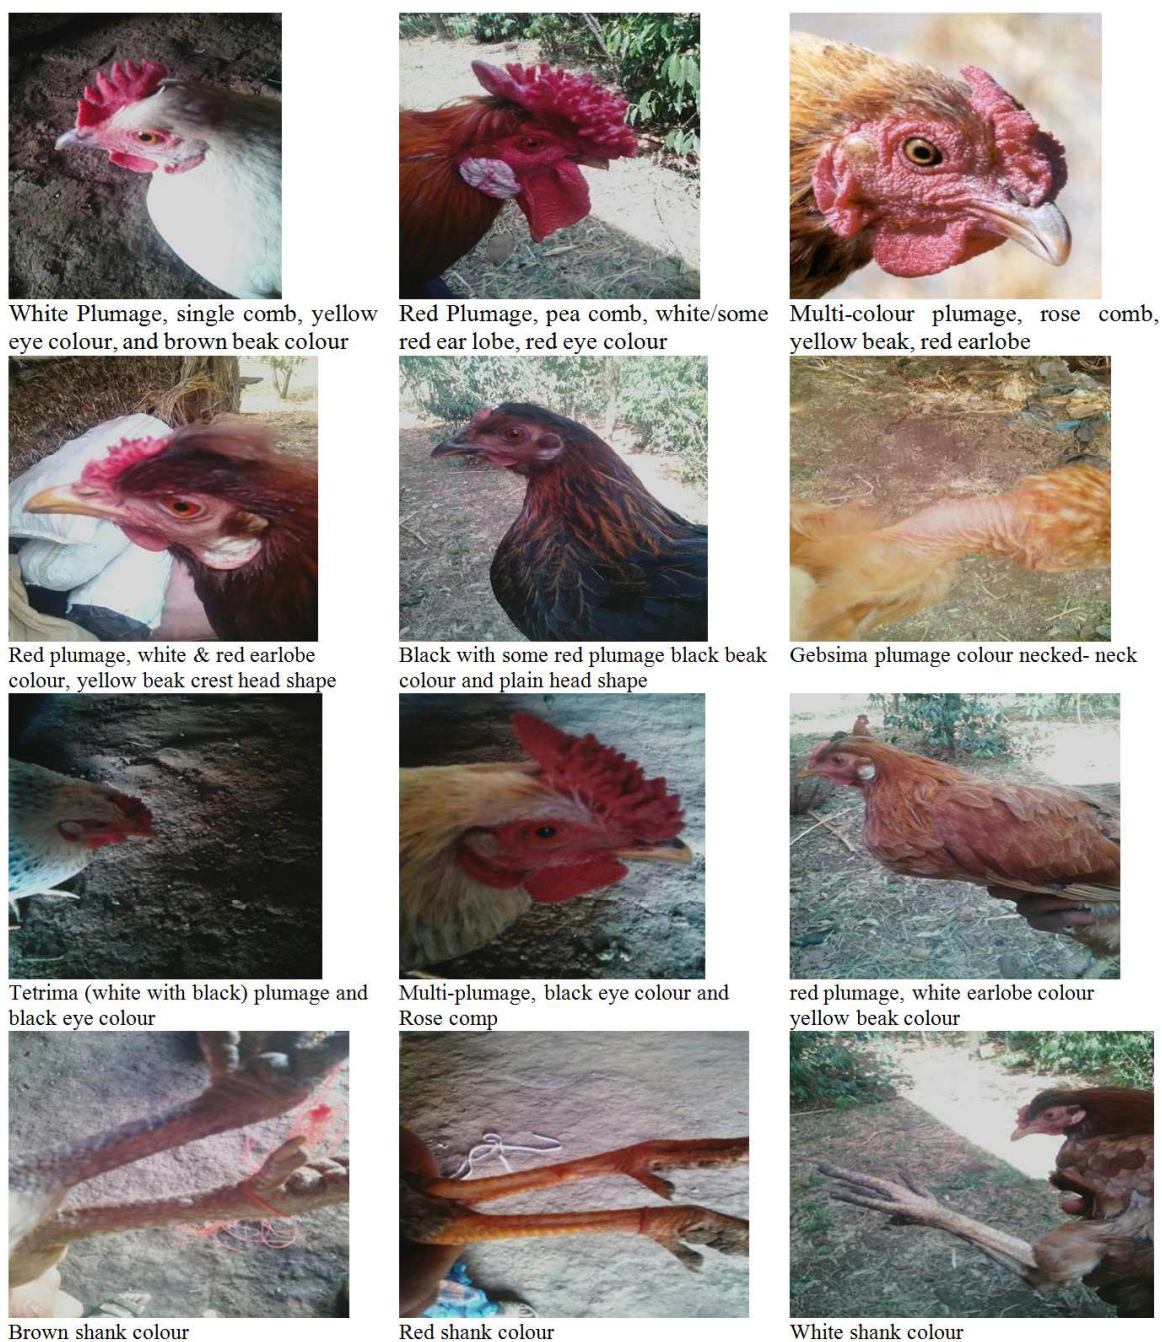 White Plumage, single comb, yellow
eye colour, and brown beak colour
Red Plumage, pea comb, white/some
red ear lobe, red eye colour
Multi-colour plumage, rose comb,
yellow beak, red earlobe
Red plumage, white & red earlobe
colour, yellow beak crest head shape
Black with some red plumage black beak
colour and plain head shape
Gebsima plumage colour necked- neck
Tetrima (white with black) plumage and
black eye colour
Multi-plumage, black eye colour and
Rose comp
red plumage, white earlobe colour
yellow beak colour
Brown shank colour
Red shank colour
White shank colour